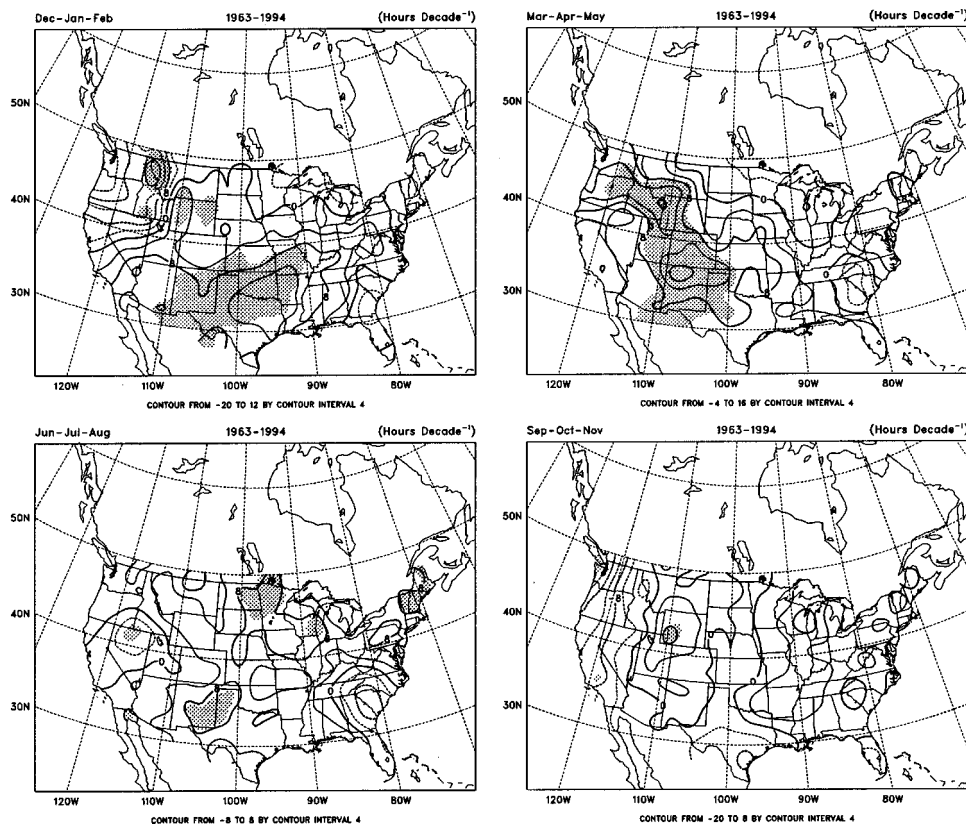 Dec-Jan-Feb 1963-1994 (Hours Decade⁻¹)
50N
40N
30N
120W 110W 100W 90W 80W
CONTOUR FROM -20 TO 12 BY CONTOUR INTERVAL 4
Mar-Apr-May 1963-1994 (Hours Decade⁻¹)
50N
40N
30N
120W 110W 100W 90W 80W
CONTOUR FROM -4 TO 16 BY CONTOUR INTERVAL 4
Jun-Jul-Aug 1963-1994 (Hours Decade⁻¹)
50N
40N
30N
120W 110W 100W 90W 80W
CONTOUR FROM -8 TO 8 BY CONTOUR INTERVAL 4
Sep-Oct-Nov 1963-1994 (Hours Decade⁻¹)
50N
40N
30N
120W 110W 100W 90W 80W
CONTOUR FROM -20 TO 8 BY CONTOUR INTERVAL 4